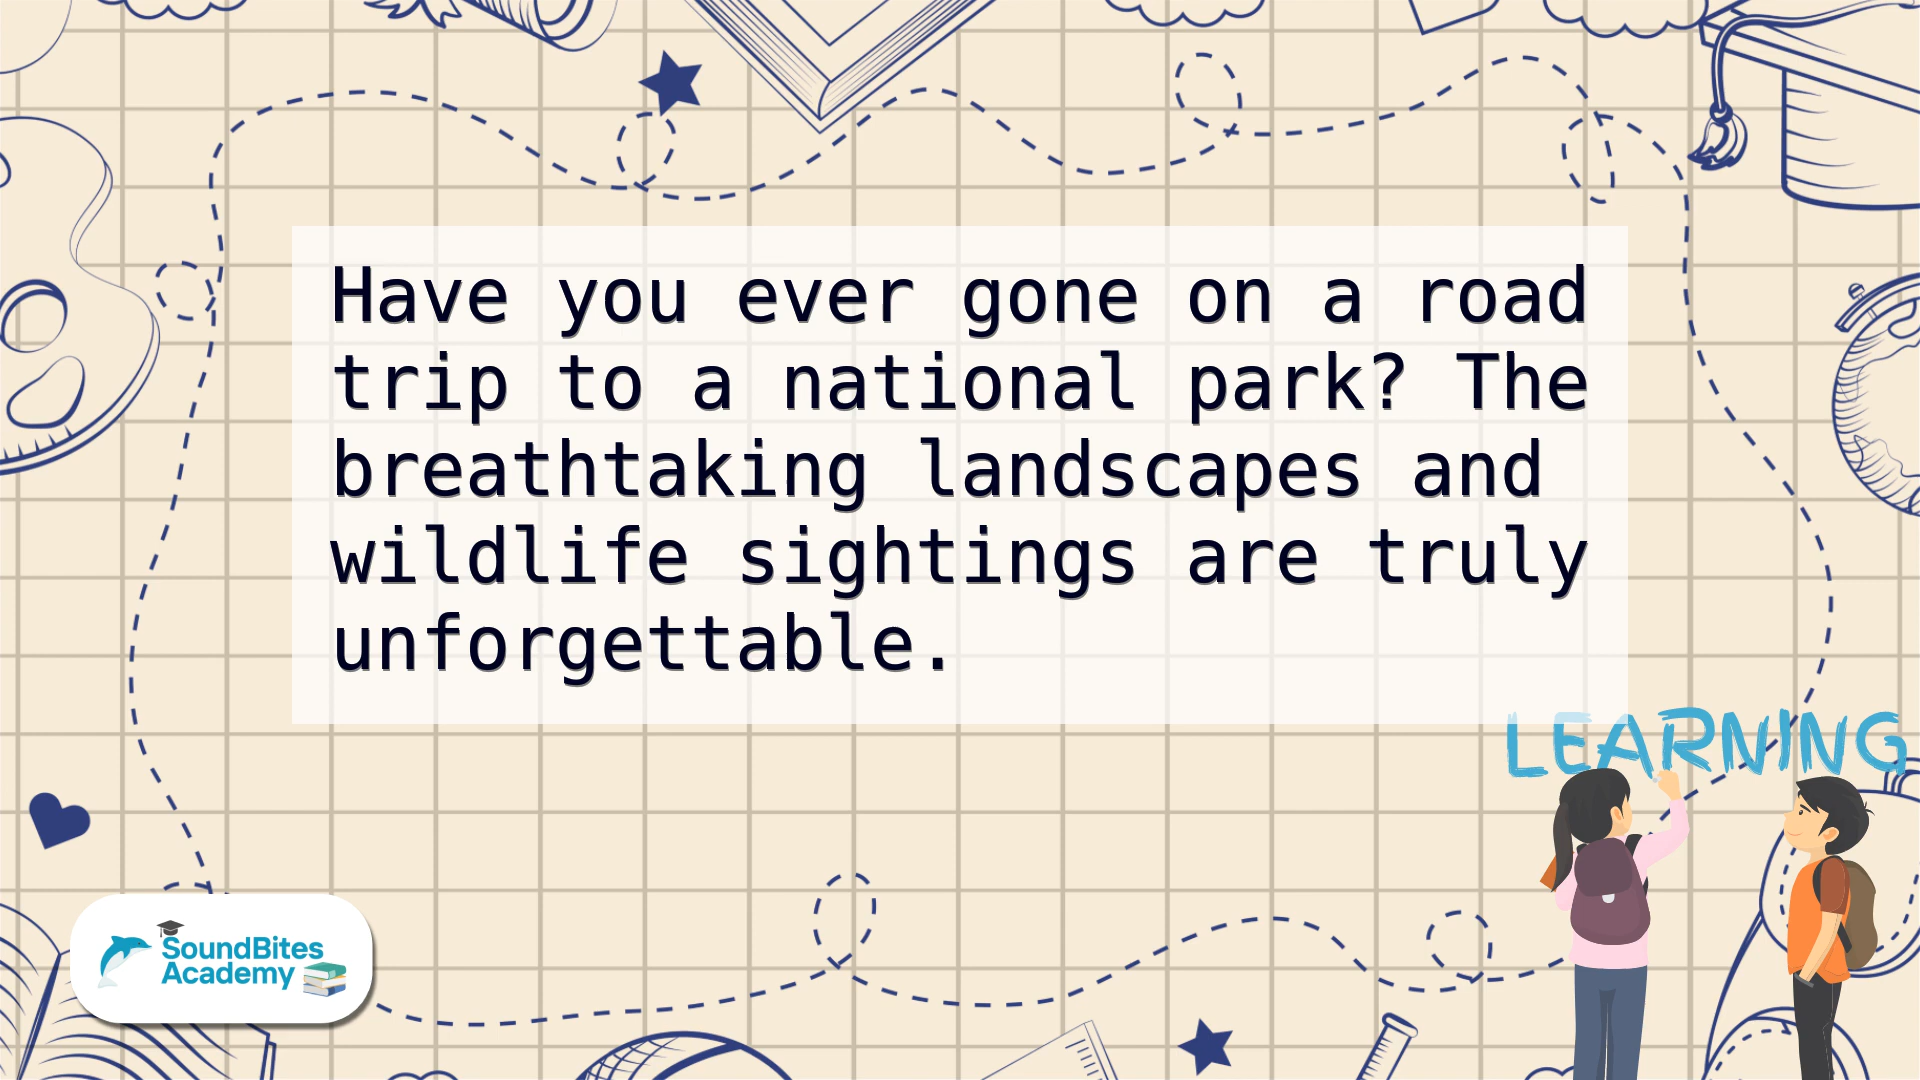 Have you ever gone on a road
trip to a national park? The
breathtaking landscapes and
wildlife sightings are truly
unforgettable.
LEARNING
SoundBites
Academy